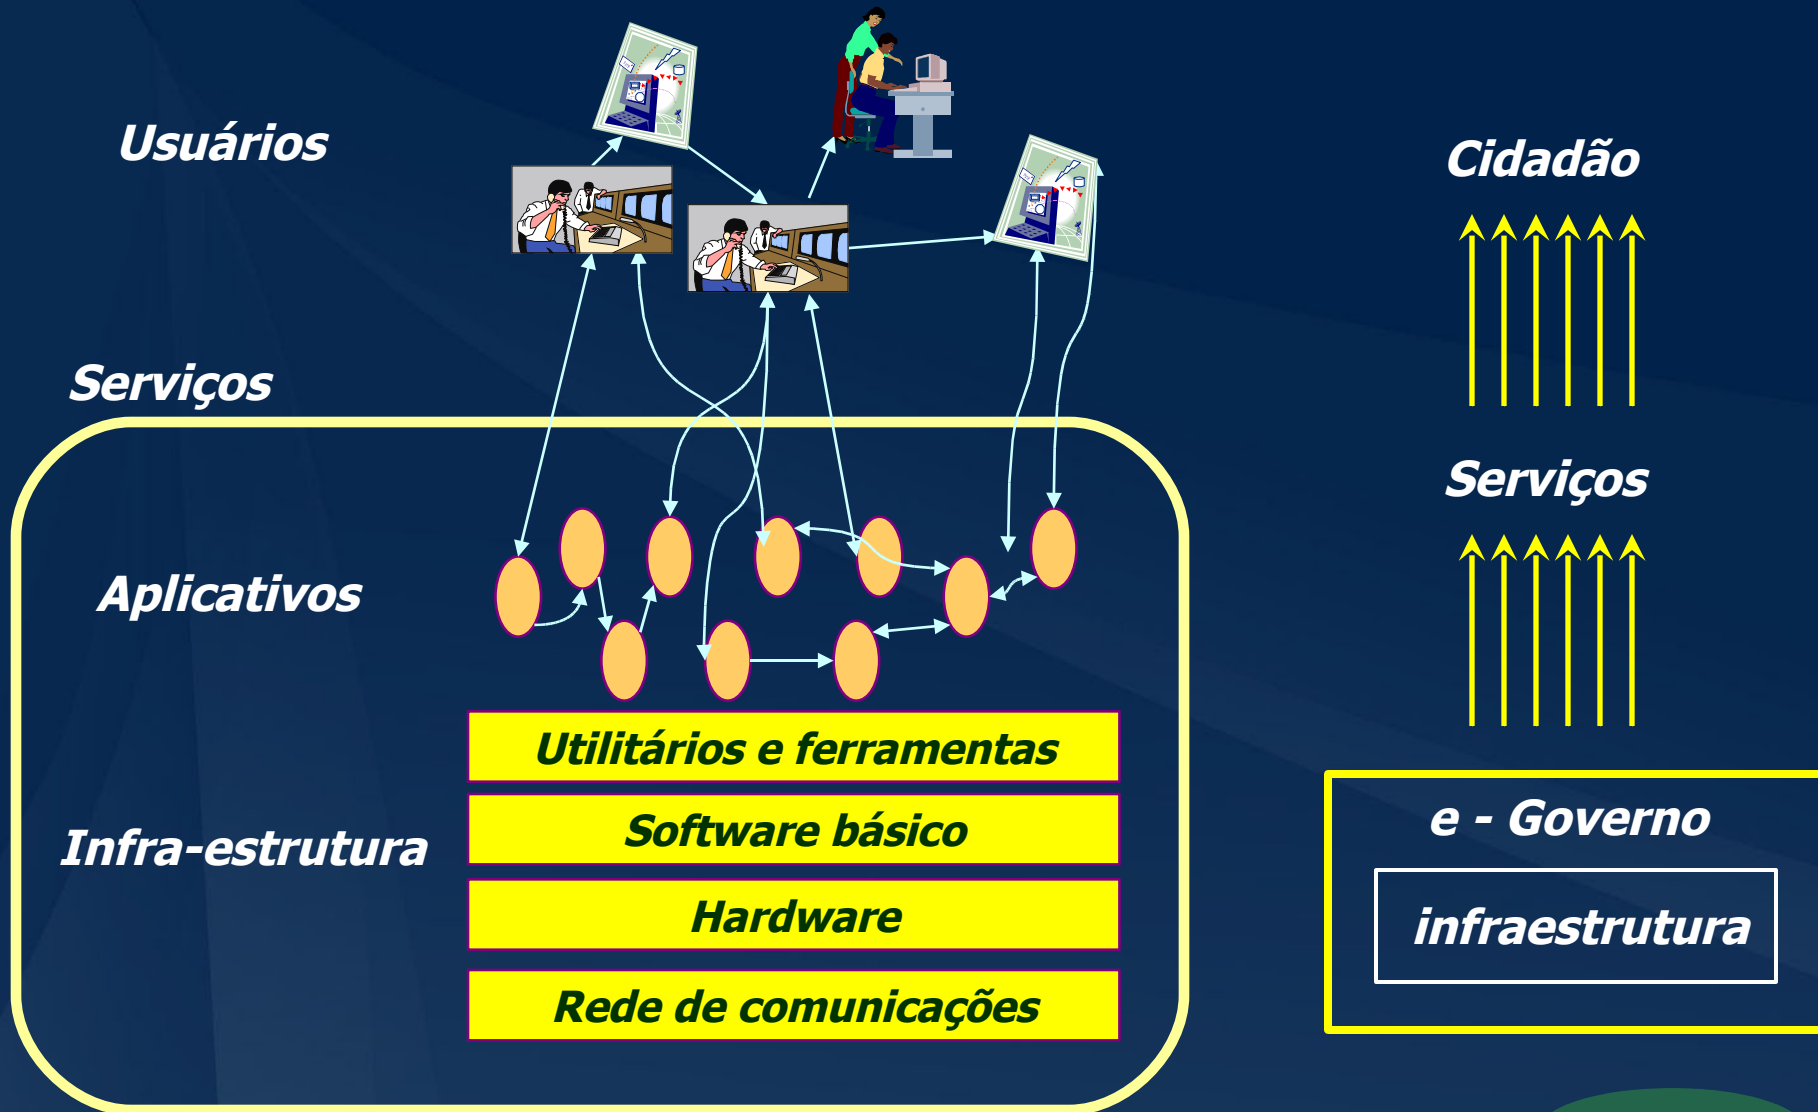 Usuários
Serviços
Aplicativos
Infra-estrutura
Utilitários e ferramentas
Software básico
Hardware
Rede de comunicações
Cidadão
Serviços
e - Governo
infraestrutura